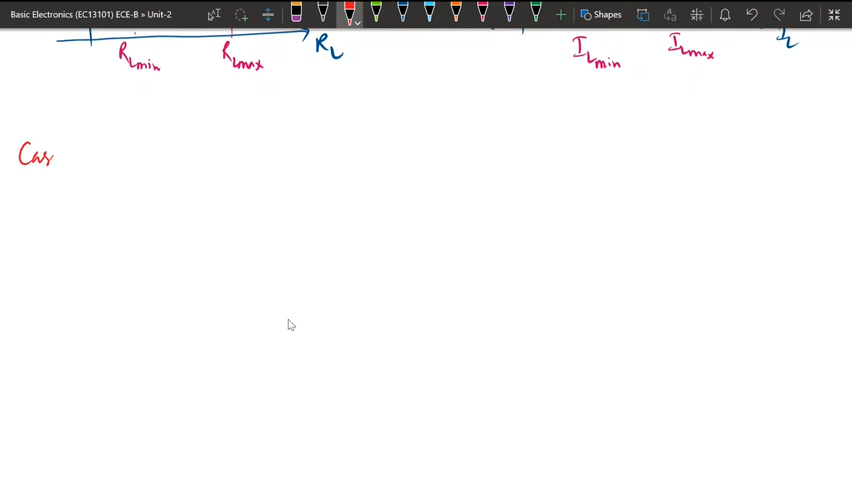 Basic Electronics (EC13101) ECE-B » Unit-2
Shapes
RLmin RLmax RL ILmin ILmax IL
Cas